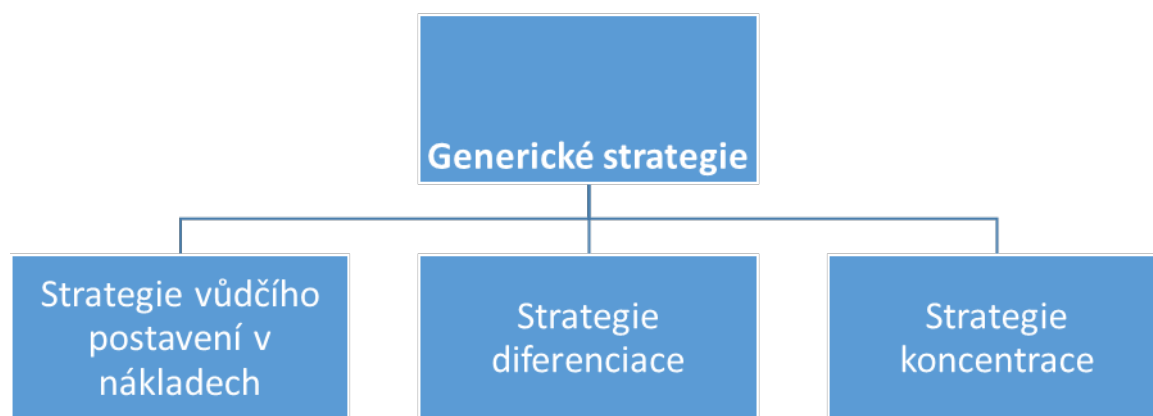 Generické strategie
Strategie vůdčího
postavení v
nákladech
Strategie
diferenciace
Strategie
koncentrace